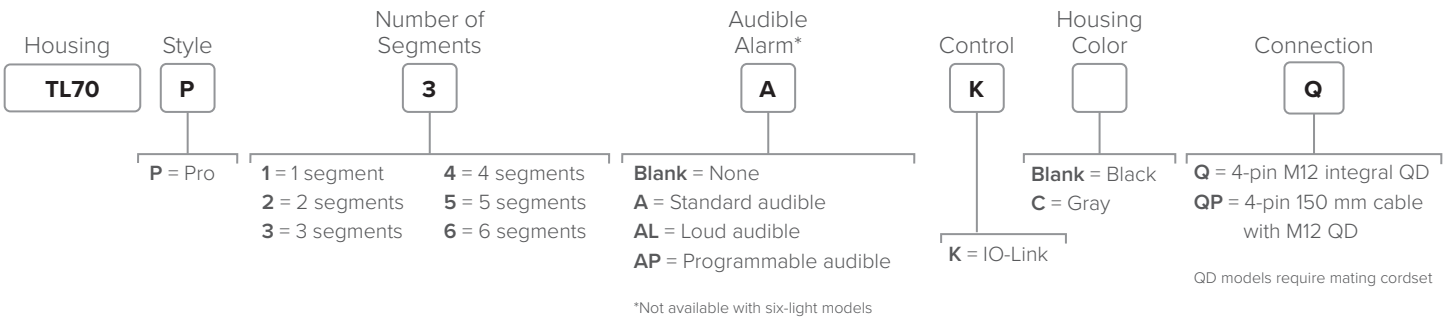 Housing
TL70
Style
P
P = Pro
Number of
Segments
3
1 = 1 segment
2 = 2 segments
3 = 3 segments
4 = 4 segments
5 = 5 segments
6 = 6 segments
Audible
Alarm*
A
Blank = None
A = Standard audible
AL = Loud audible
AP = Programmable audible
*Not available with six-light models
Control
K
K = IO-Link
Housing
Color
Blank = Black
C = Gray
Connection
Q
Q = 4-pin M12 integral QD
QP = 4-pin 150 mm cable
with M12 QD
QD models require mating cordset